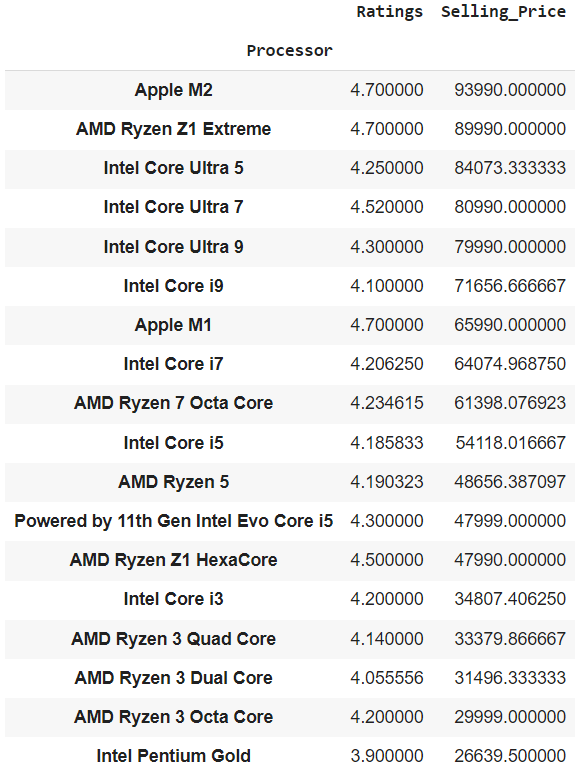 Ratings Selling_Price
Processor
Apple M2 4.700000 93990.000000
AMD Ryzen Z1 Extreme 4.700000 89990.000000
Intel Core Ultra 5 4.250000 84073.333333
Intel Core Ultra 7 4.520000 80990.000000
Intel Core Ultra 9 4.300000 79990.000000
Intel Core i9 4.100000 71656.666667
Apple M1 4.700000 65990.000000
Intel Core i7 4.206250 64074.968750
AMD Ryzen 7 Octa Core 4.234615 61398.076923
Intel Core i5 4.185833 54118.016667
AMD Ryzen 5 4.190323 48656.387097
Powered by 11th Gen Intel Evo Core i5 4.300000 47999.000000
AMD Ryzen Z1 HexaCore 4.500000 47990.000000
Intel Core i3 4.200000 34807.406250
AMD Ryzen 3 Quad Core 4.140000 33379.866667
AMD Ryzen 3 Dual Core 4.055556 31496.333333
AMD Ryzen 3 Octa Core 4.200000 29999.000000
Intel Pentium Gold 3.900000 26639.500000